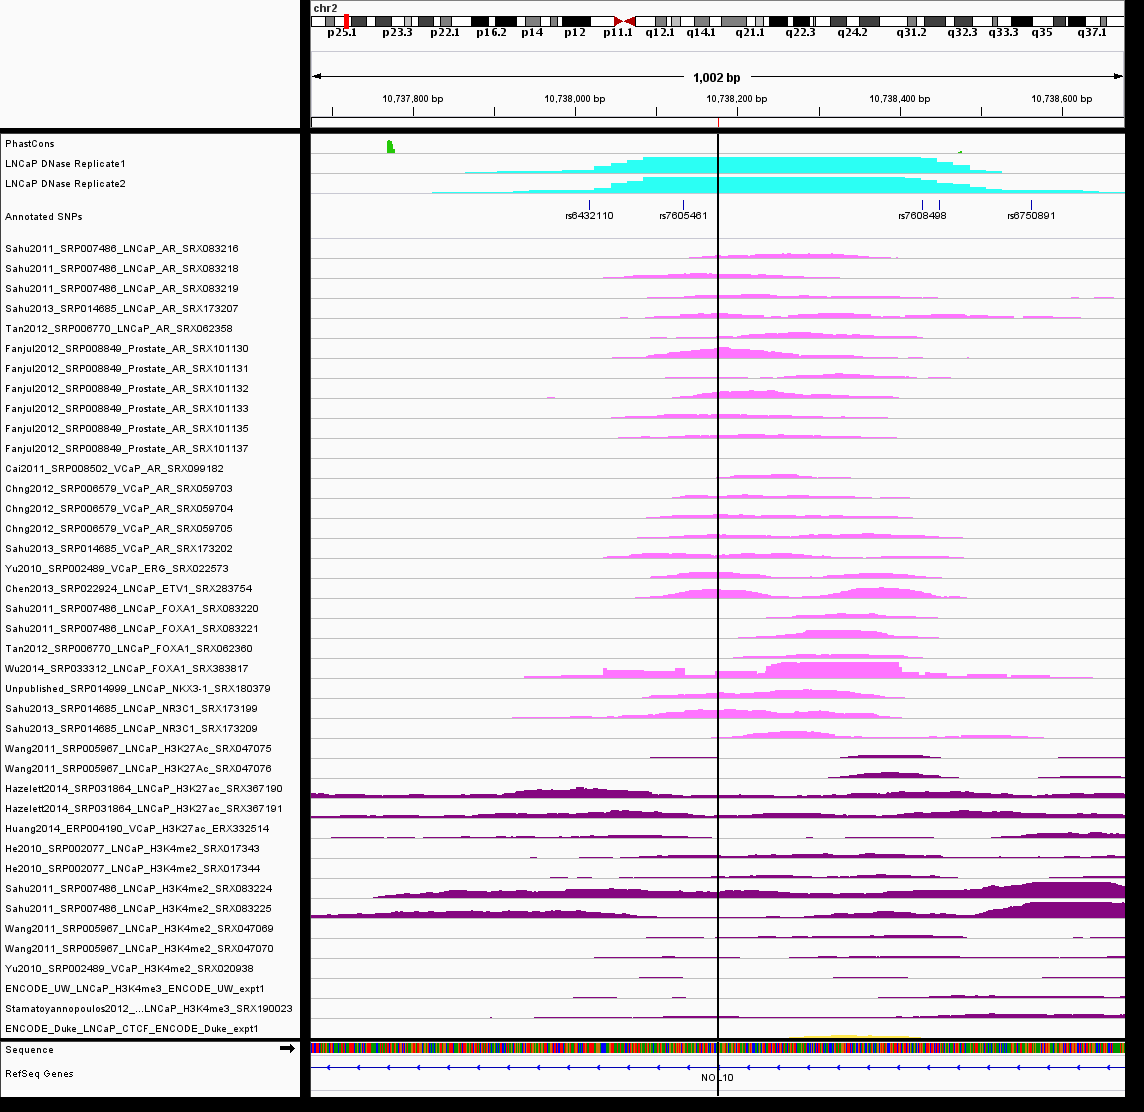 chr2
p25.1 p23.3 p22.1 p16.2 p14 p12 p11.1 q12.1 q14.1 q21.1 q22.3 q24.2 q31.2 q32.3 q33.3 q35 q37.1
1,002 bp
10,737,800 bp 10,738,000 bp 10,738,200 bp 10,738,400 bp 10,738,600 bp
PhastCons
LNCaP DNase Replicate1
LNCaP DNase Replicate2
Annotated SNPs rs6432110 rs7605461 rs7608498 rs6750891
Sahu2011_SRP007486_LNCaP_AR_SRX083216
Sahu2011_SRP007486_LNCaP_AR_SRX083218
Sahu2011_SRP007486_LNCaP_AR_SRX083219
Sahu2013_SRP014685_LNCaP_AR_SRX173207
Tan2012_SRP006770_LNCaP_AR_SRX062358
Fanjul2012_SRP008849_Prostate_AR_SRX101130
Fanjul2012_SRP008849_Prostate_AR_SRX101131
Fanjul2012_SRP008849_Prostate_AR_SRX101132
Fanjul2012_SRP008849_Prostate_AR_SRX101133
Fanjul2012_SRP008849_Prostate_AR_SRX101135
Fanjul2012_SRP008849_Prostate_AR_SRX101137
Cai2011_SRP008502_VCaP_AR_SRX099182
Chng2012_SRP006579_VCaP_AR_SRX059703
Chng2012_SRP006579_VCaP_AR_SRX059704
Chng2012_SRP006579_VCaP_AR_SRX059705
Sahu2013_SRP014685_VCaP_AR_SRX173202
Yu2010_SRP002489_VCaP_ERG_SRX022573
Chen2013_SRP022924_LNCaP_ETV1_SRX283754
Sahu2011_SRP007486_LNCaP_FOXA1_SRX083220
Sahu2011_SRP007486_LNCaP_FOXA1_SRX083221
Tan2012_SRP006770_LNCaP_FOXA1_SRX062360
Wu2014_SRP033312_LNCaP_FOXA1_SRX383817
Unpublished_SRP014999_LNCaP_NKX3-1_SRX180379
Sahu2013_SRP014685_LNCaP_NR3C1_SRX173199
Sahu2013_SRP014685_LNCaP_NR3C1_SRX173209
Wang2011_SRP005967_LNCaP_H3K27Ac_SRX047075
Wang2011_SRP005967_LNCaP_H3K27Ac_SRX047076
Hazelett2014_SRP031864_LNCaP_H3K27ac_SRX367190
Hazelett2014_SRP031864_LNCaP_H3K27ac_SRX367191
Huang2014_ERP004190_VCaP_H3K27ac_ERX332514
He2010_SRP002077_LNCaP_H3K4me2_SRX017343
He2010_SRP002077_LNCaP_H3K4me2_SRX017344
Sahu2011_SRP007486_LNCaP_H3K4me2_SRX083224
Sahu2011_SRP007486_LNCaP_H3K4me2_SRX083225
Wang2011_SRP005967_LNCaP_H3K4me2_SRX047069
Wang2011_SRP005967_LNCaP_H3K4me2_SRX047070
Yu2010_SRP002489_VCaP_H3K4me2_SRX020938
ENCODE_UW_LNCaP_H3K4me3_ENCODE_UW_expt1
Stamatoyannopoulos2012_...LNCaP_H3K4me3_SRX190023
ENCODE_Duke_LNCaP_CTCF_ENCODE_Duke_expt1
Sequence
RefSeq Genes
NOL10